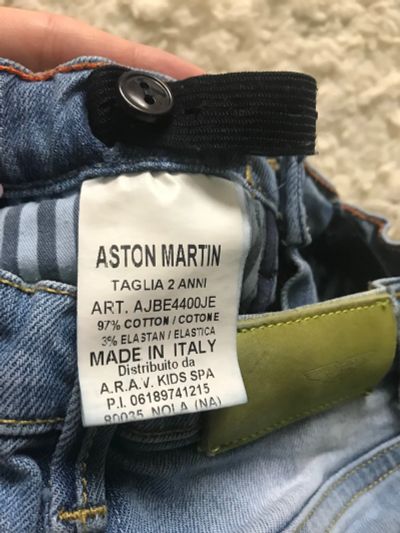 ASTON MARTIN
TAGLIA 2 ANNI
ART. AJBE4400JE
97% COTTON / COTONE
3% ELASTAN / ELASTICA
MADE IN ITALY
Distribuito da
A.R.A.V. KIDS SPA
P.I. 06189741215
80035 NOLA (NA)